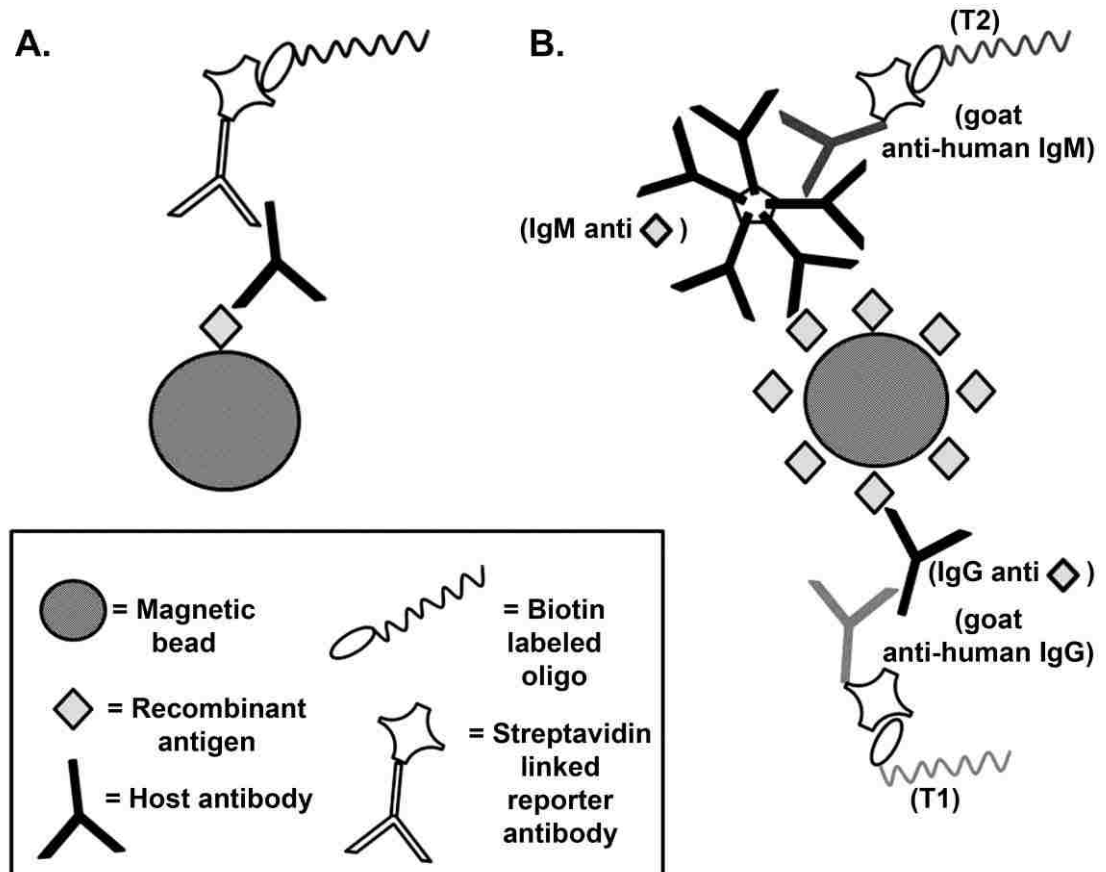 A.
B.
(T2)
(goat
anti-human IgM)
(IgM anti )
(IgG anti )
(goat
anti-human IgG)
(T1)
= Magnetic
bead
= Recombinant
antigen
= Host antibody
= Biotin
labeled
oligo
= Streptavidin
linked
reporter
antibody